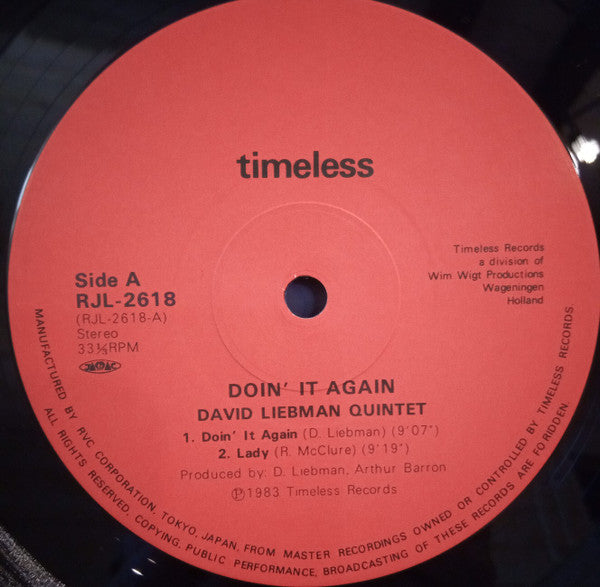 timeless
Side A
RJL-2618
(RJL-2618-A)
Stereo
33⅓RPM
Timeless Records
a division of
Wim Wigt Productions
Wageningen
Holland
DOIN' IT AGAIN
DAVID LIEBMAN QUINTET
1. Doin' It Again (D. Liebman) (9'07")
2. Lady (R. McClure) (9'19")
Produced by: D. Liebman, Arthur Barron
Ⓟ1983 Timeless Records
MANUFACTURED BY RVC CORPORATION, TOKYO, JAPAN, FROM MASTER RECORDINGS OWNED OR CONTROLLED BY TIMELESS RECORDS
ALL RIGHTS RESERVED. COPYING, PUBLIC PERFORMANCE, BROADCASTING OF THESE RECORDS ARE FO RIDDEN.